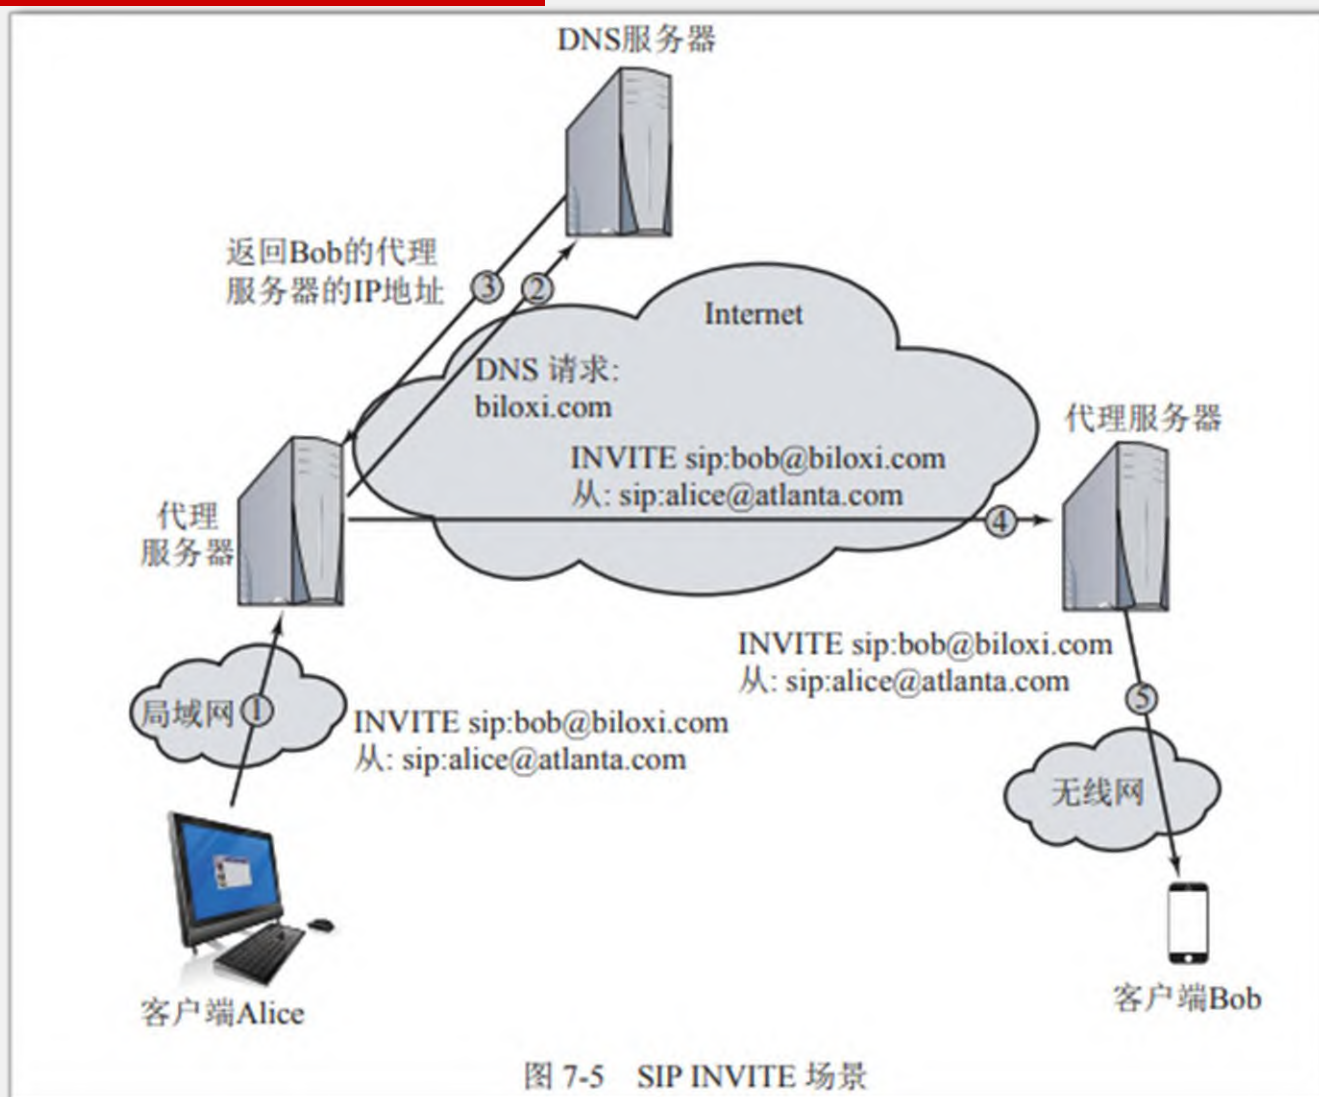 DNS服务器
返回Bob的代理
服务器的IP地址
③
②
Internet
DNS 请求:
biloxi.com
代理服务器
INVITE sip:bob@biloxi.com
从: sip:alice@atlanta.com
④
代理
服务器
INVITE sip:bob@biloxi.com
从: sip:alice@atlanta.com
⑤
局域网
①
INVITE sip:bob@biloxi.com
从: sip:alice@atlanta.com
无线网
客户端Alice
客户端Bob
图 7-5 SIP INVITE 场景